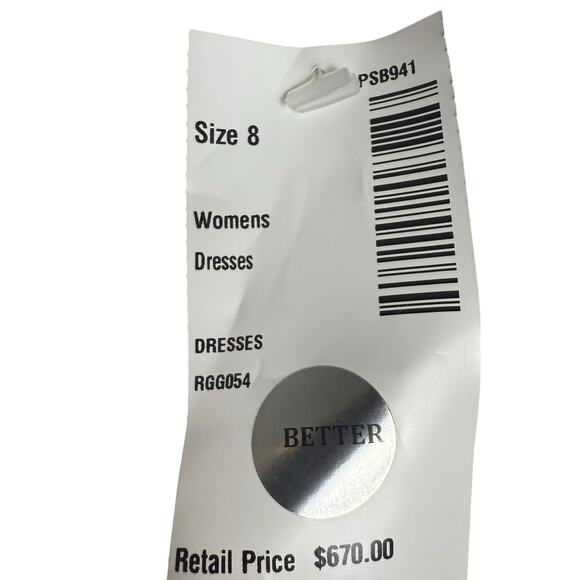 PSB941
Size 8
Womens
Dresses
DRESSES
RGG054
BETTER
Retail Price $670.00